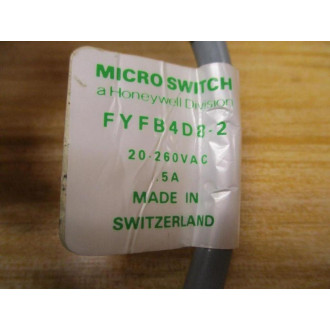 MICRO SWITCH
a Honeywell Division
FYFB4D8-2
20-260VAC
.5A
MADE IN
SWITZERLAND